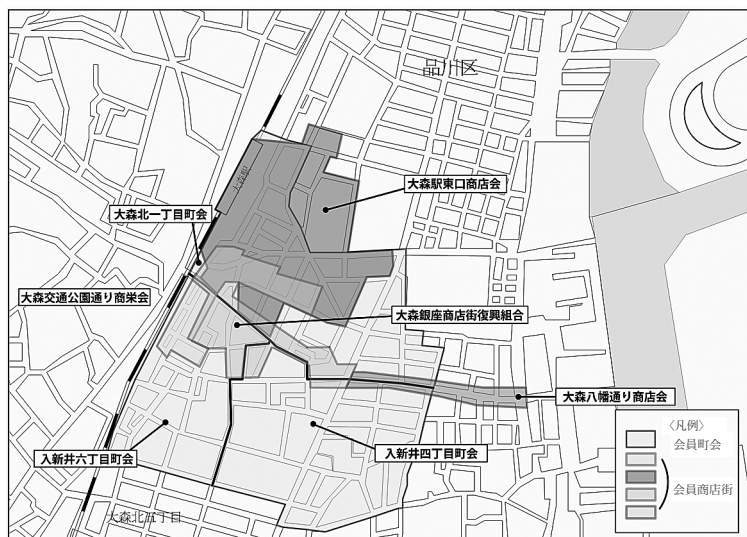 品川区
大森駅
大森駅東口商店会
大森北一丁目町会
大森交通公園通り商栄会
大森銀座商店街復興組合
大森八幡通り商店会
入新井六丁目町会
入新井四丁目町会
大森北五丁目
〈凡例〉
会員町会
会員商店街